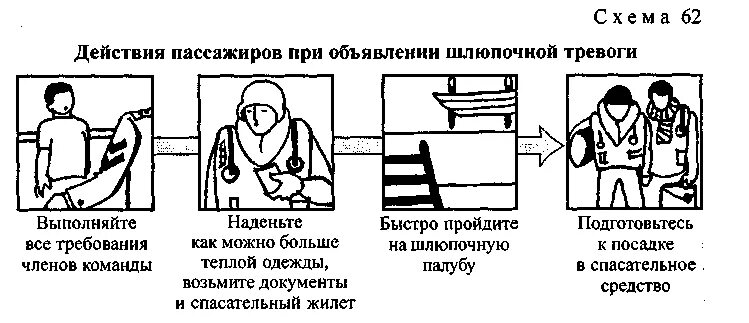 Схема 62
Действия пассажиров при объявлении шлюпочной тревоги
Выполняйте
все требования
членов команды
Наденьте
как можно больше
теплой одежды,
возьмите документы
и спасательный жилет
Быстро пройдите
на шлюпочную
палубу
Подготовьтесь
к посадке
в спасательное
средство